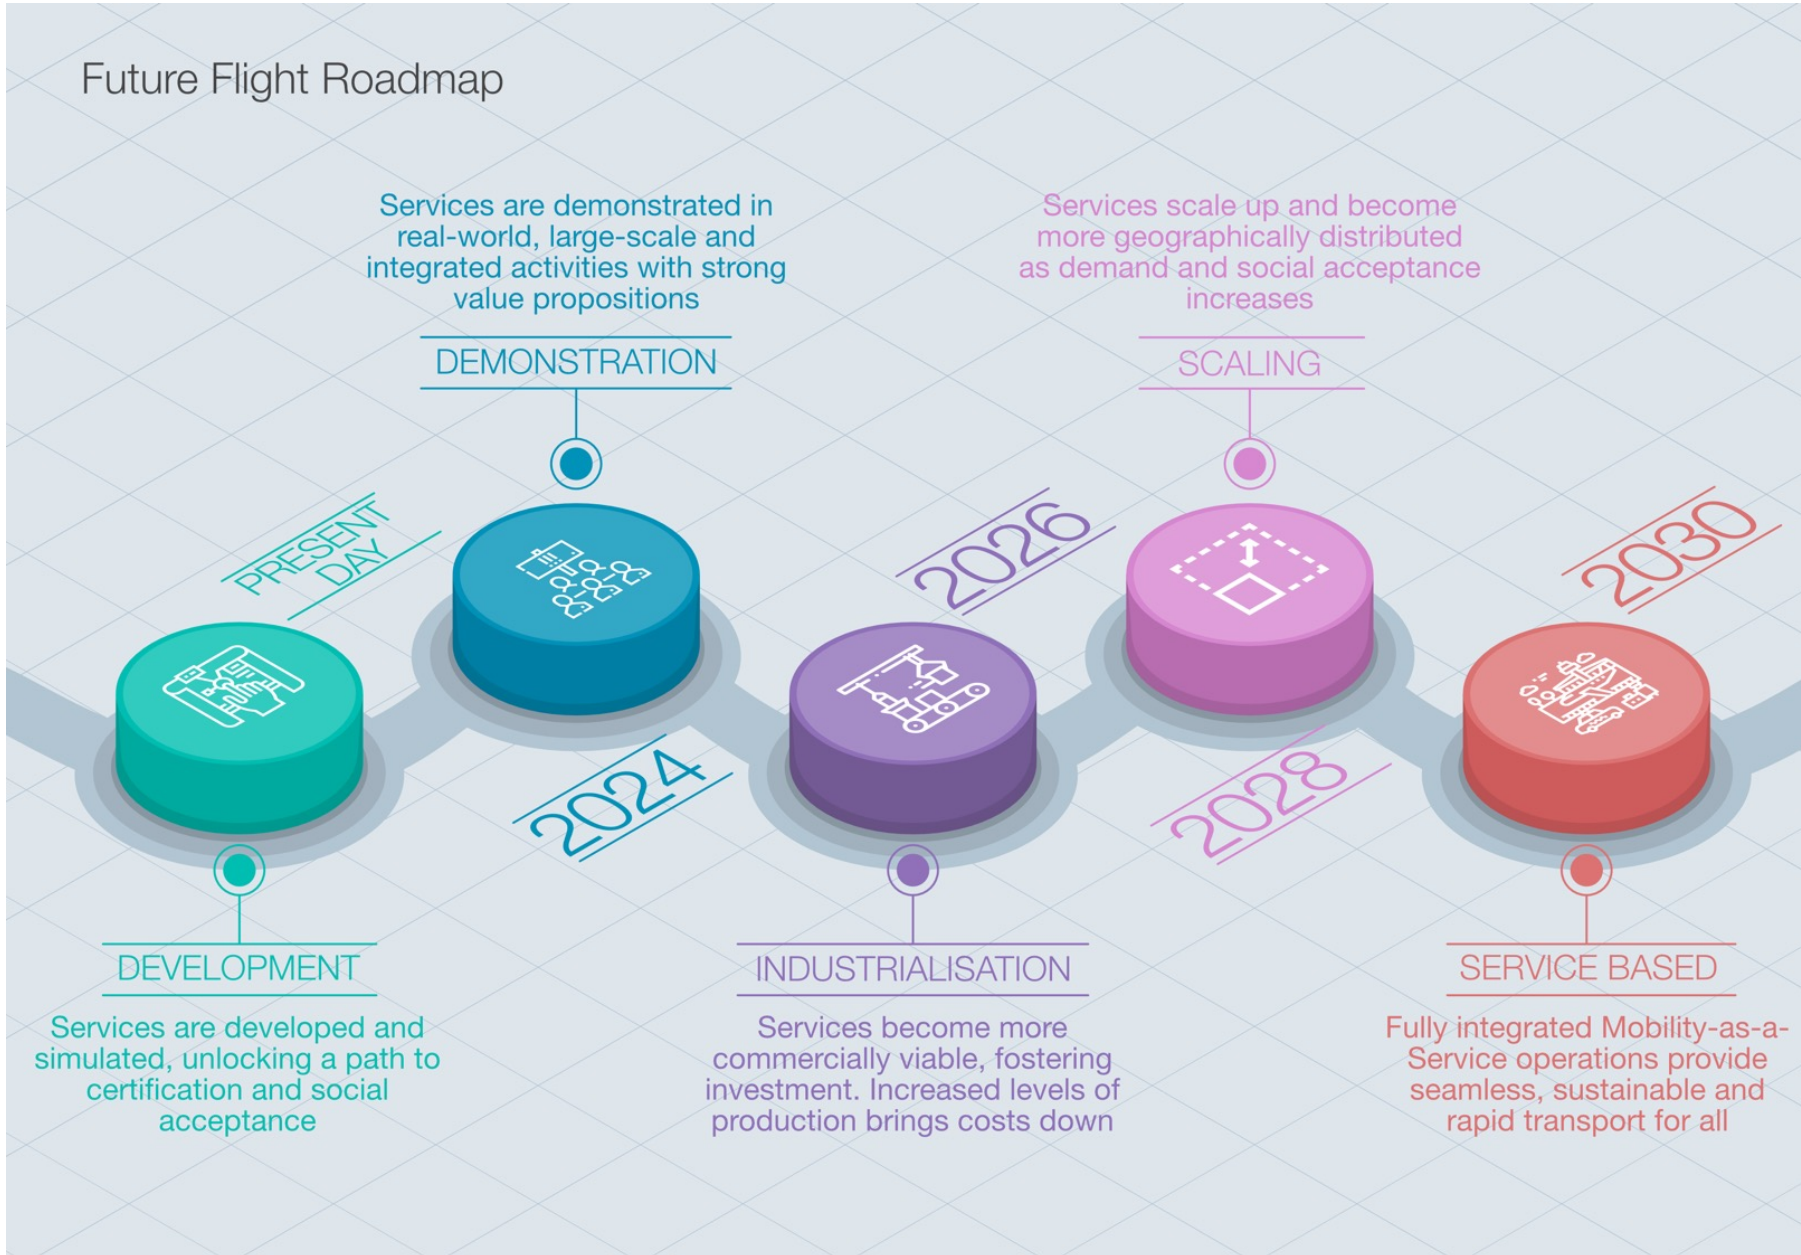 Future Flight Roadmap
PRESENT
DAY
DEVELOPMENT
Services are developed and
simulated, unlocking a path to
certification and social
acceptance
Services are demonstrated in
real-world, large-scale and
integrated activities with strong
value propositions
DEMONSTRATION
2024
2026
INDUSTRIALISATION
Services become more
commercially viable, fostering
investment. Increased levels of
production brings costs down
Services scale up and become
more geographically distributed
as demand and social acceptance
increases
SCALING
2028
2030
SERVICE BASED
Fully integrated Mobility-as-a-
Service operations provide
seamless, sustainable and
rapid transport for all